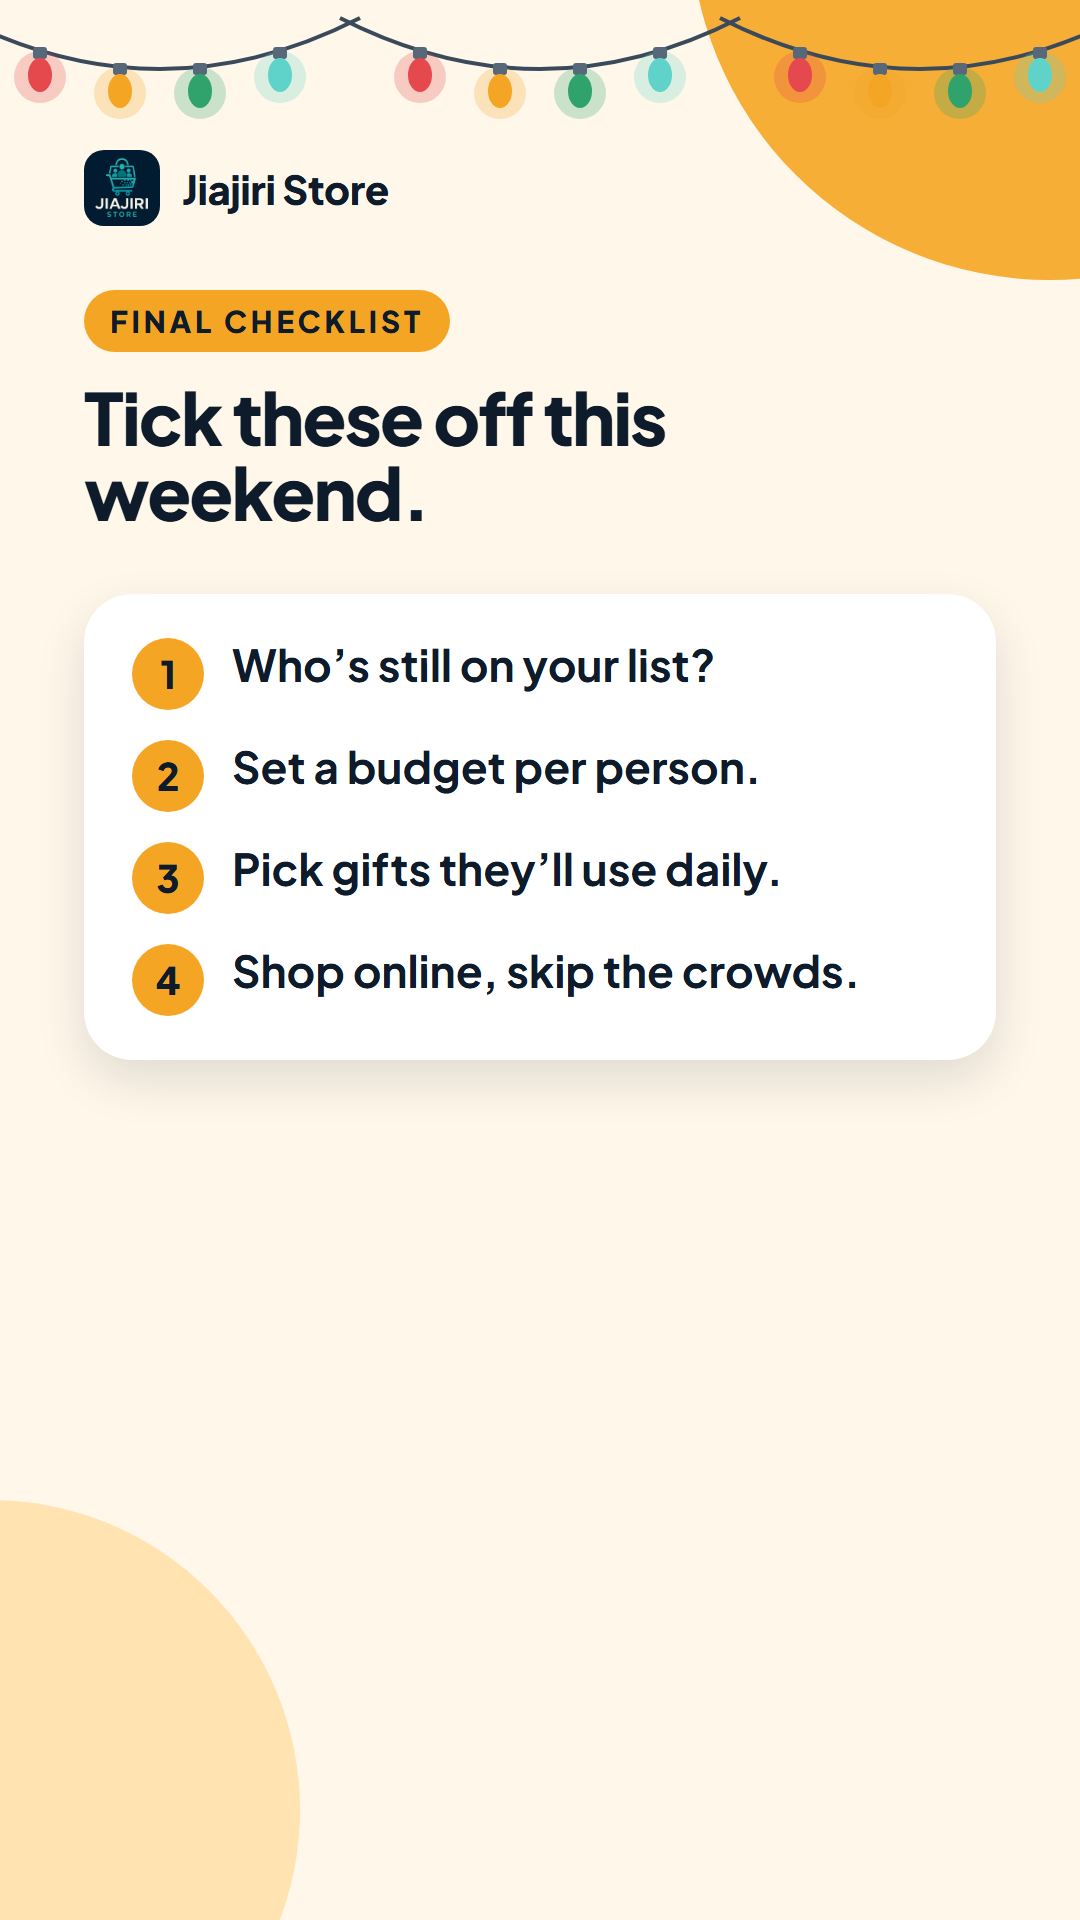 JIAJIRI
STORE
Jiajiri Store
FINAL CHECKLIST
Tick these off this
weekend.
1 Who’s still on your list?
2 Set a budget per person.
3 Pick gifts they’ll use daily.
4 Shop online, skip the crowds.